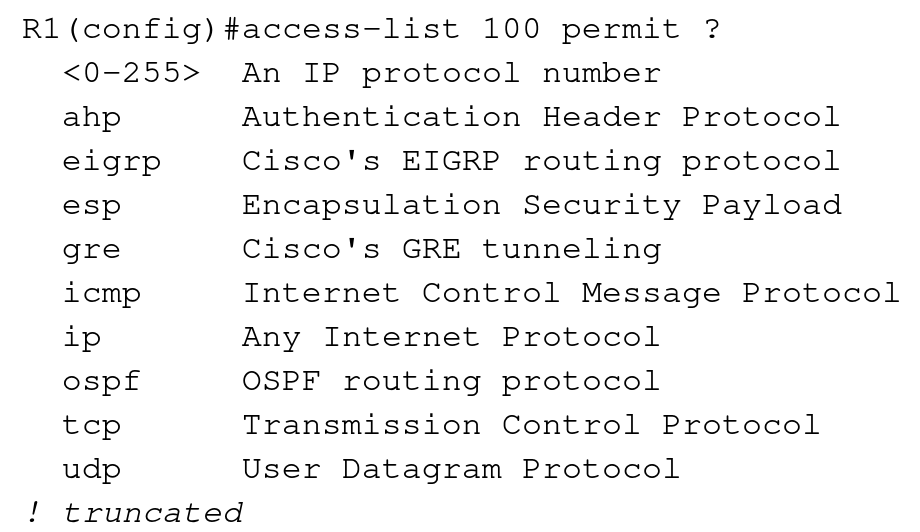 R1(config)#access-list 100 permit ?
<0-255> An IP protocol number
ahp Authentication Header Protocol
eigrp Cisco's EIGRP routing protocol
esp Encapsulation Security Payload
gre Cisco's GRE tunneling
icmp Internet Control Message Protocol
ip Any Internet Protocol
ospf OSPF routing protocol
tcp Transmission Control Protocol
udp User Datagram Protocol
! truncated